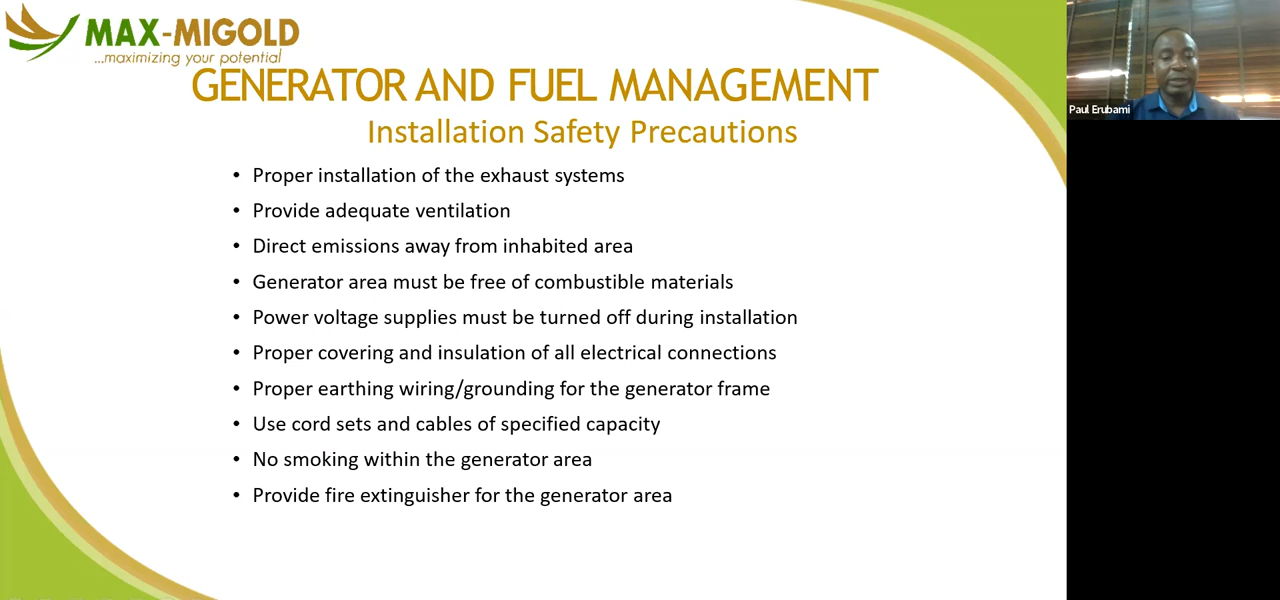 MAX-MIGOLD
...maximizing your potential
GENERATOR AND FUEL MANAGEMENT
Installation Safety Precautions
• Proper installation of the exhaust systems
• Provide adequate ventilation
• Direct emissions away from inhabited area
• Generator area must be free of combustible materials
• Power voltage supplies must be turned off during installation
• Proper covering and insulation of all electrical connections
• Proper earthing wiring/grounding for the generator frame
• Use cord sets and cables of specified capacity
• No smoking within the generator area
• Provide fire extinguisher for the generator area
Paul Erubami